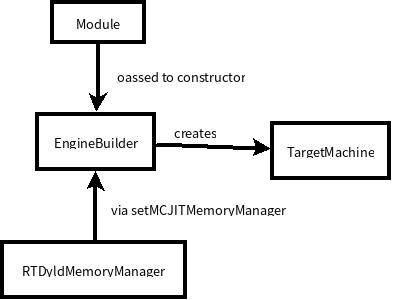 Module
oassed to constructor
EngineBuilder
creates
TargetMachine
via setMCJITMemoryManager
RTDyldMemoryManager